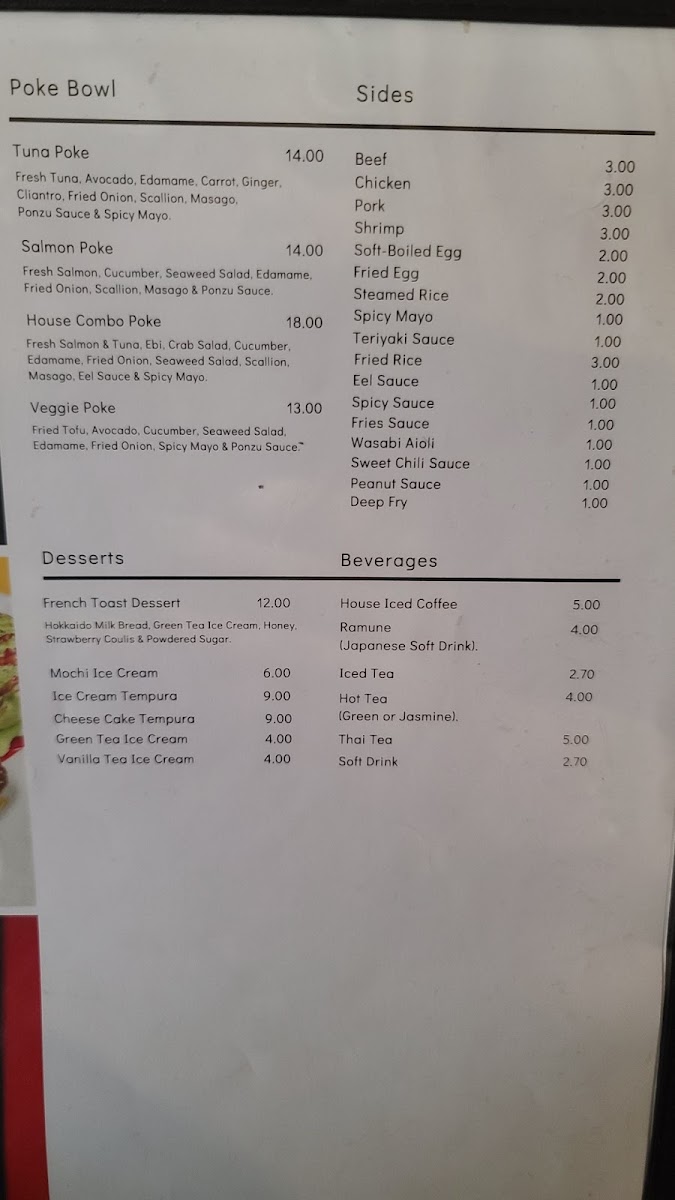 Poke Bowl
Tuna Poke 14.00
Fresh Tuna, Avocado, Edamame, Carrot, Ginger,
Cliantro, Fried Onion, Scallion, Masago,
Ponzu Sauce & Spicy Mayo.
Salmon Poke 14.00
Fresh Salmon, Cucumber, Seaweed Salad, Edamame,
Fried Onion, Scallion, Masago & Ponzu Sauce.
House Combo Poke 18.00
Fresh Salmon & Tuna, Ebi, Crab Salad, Cucumber,
Edamame, Fried Onion, Seaweed Salad, Scallion,
Masago, Eel Sauce & Spicy Mayo.
Veggie Poke 13.00
Fried Tofu, Avocado, Cucumber, Seaweed Salad,
Edamame, Fried Onion, Spicy Mayo & Ponzu Sauce.
Sides
Beef 3.00
Chicken 3.00
Pork 3.00
Shrimp 3.00
Soft-Boiled Egg 2.00
Fried Egg 2.00
Steamed Rice 2.00
Spicy Mayo 1.00
Teriyaki Sauce 1.00
Fried Rice 3.00
Eel Sauce 1.00
Spicy Sauce 1.00
Fries Sauce 1.00
Wasabi Aioli 1.00
Sweet Chili Sauce 1.00
Peanut Sauce 1.00
Deep Fry 1.00
Desserts
French Toast Dessert 12.00
Hokkaido Milk Bread, Green Tea Ice Cream, Honey,
Strawberry Coulis & Powdered Sugar.
Mochi Ice Cream 6.00
Ice Cream Tempura 9.00
Cheese Cake Tempura 9.00
Green Tea Ice Cream 4.00
Vanilla Tea Ice Cream 4.00
Beverages
House Iced Coffee 5.00
Ramune 4.00
(Japanese Soft Drink).
Iced Tea 2.70
Hot Tea 4.00
(Green or Jasmine).
Thai Tea 5.00
Soft Drink 2.70